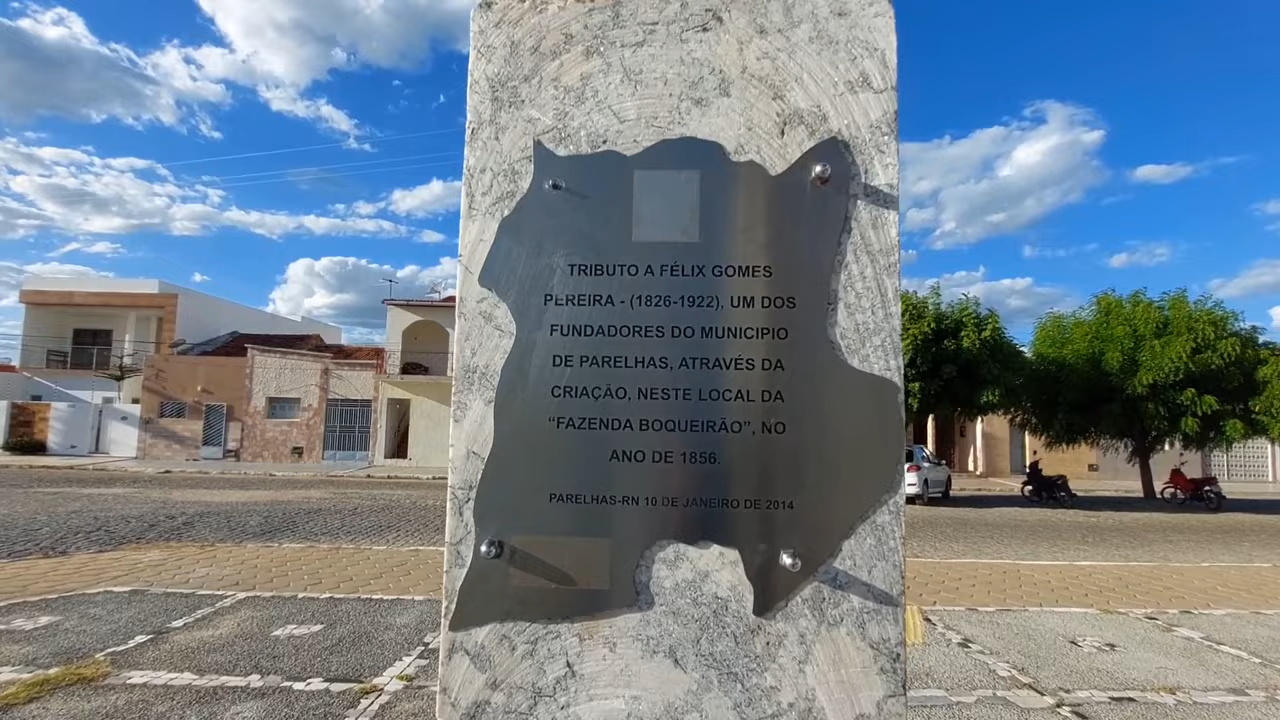 TRIBUTO A FÉLIX GOMES
PEREIRA - (1826-1922), UM DOS
FUNDADORES DO MUNICIPIO
DE PARELHAS, ATRAVÉS DA
CRIAÇÃO, NESTE LOCAL DA
“FAZENDA BOQUEIRÃO”, NO
ANO DE 1856.
PARELHAS-RN 10 DE JANEIRO DE 2014